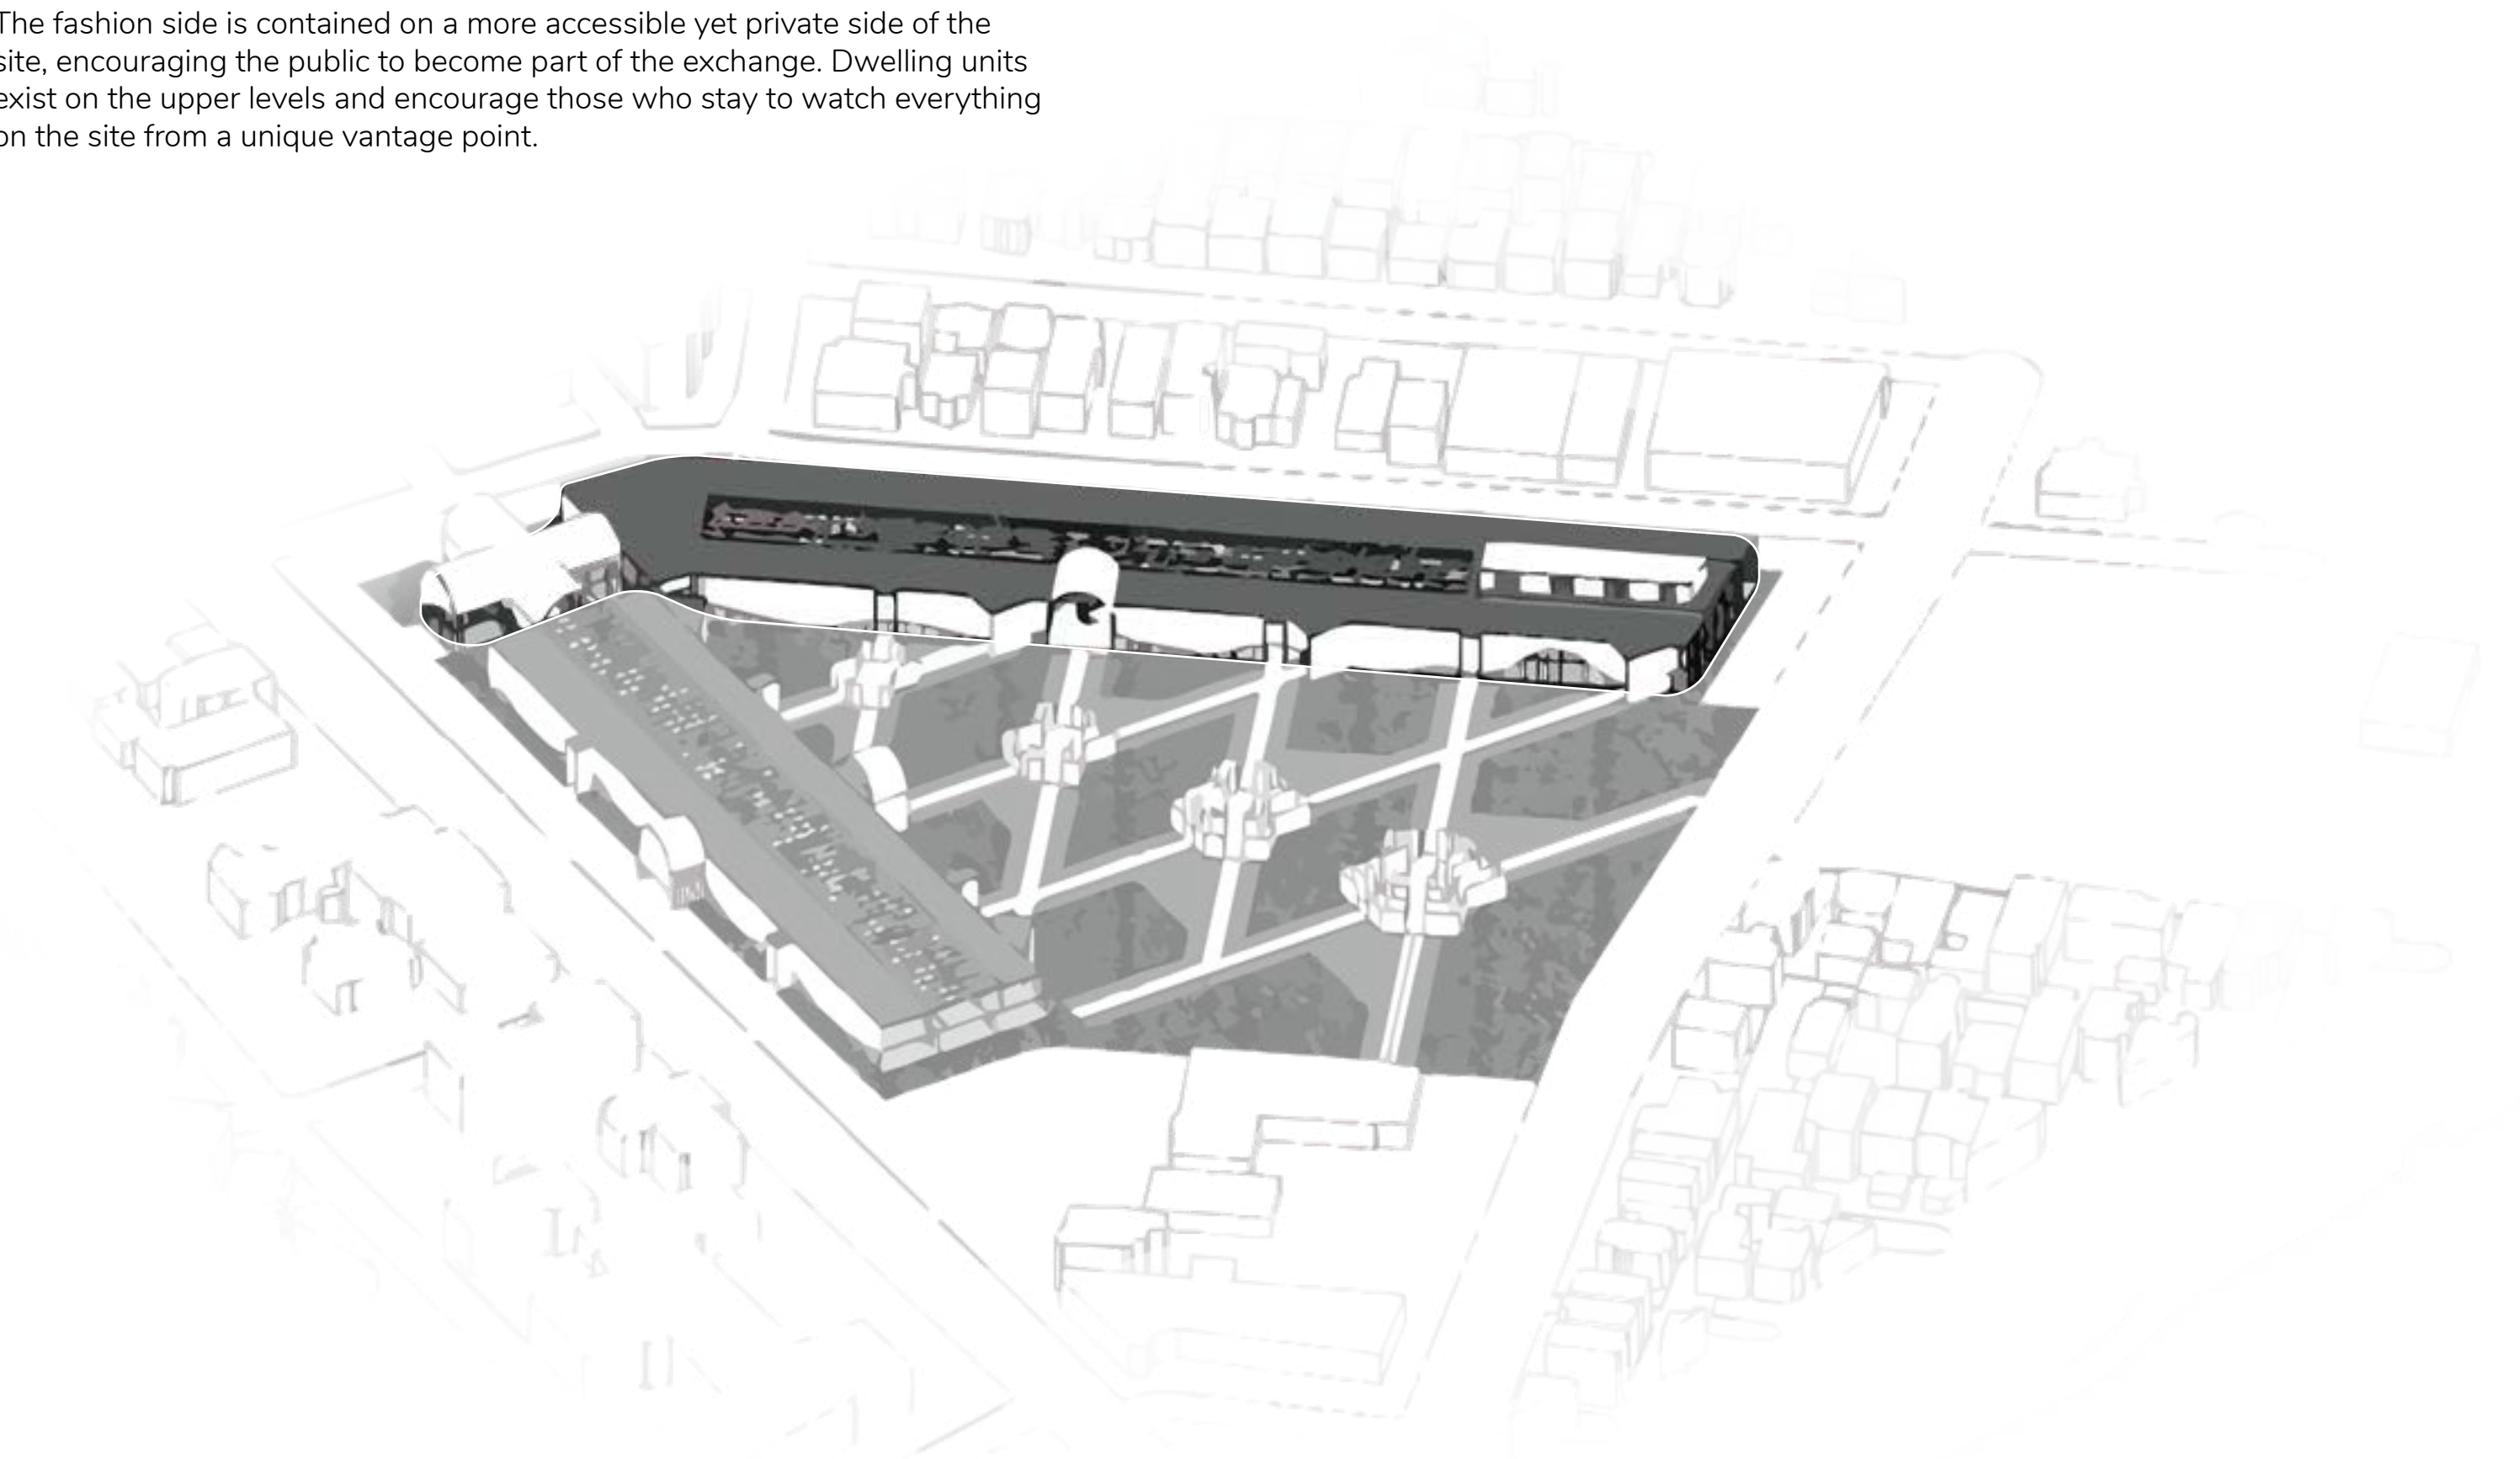 The fashion side is contained on a more accessible yet private side of the
site, encouraging the public to become part of the exchange. Dwelling units
exist on the upper levels and encourage those who stay to watch everything
on the site from a unique vantage point.